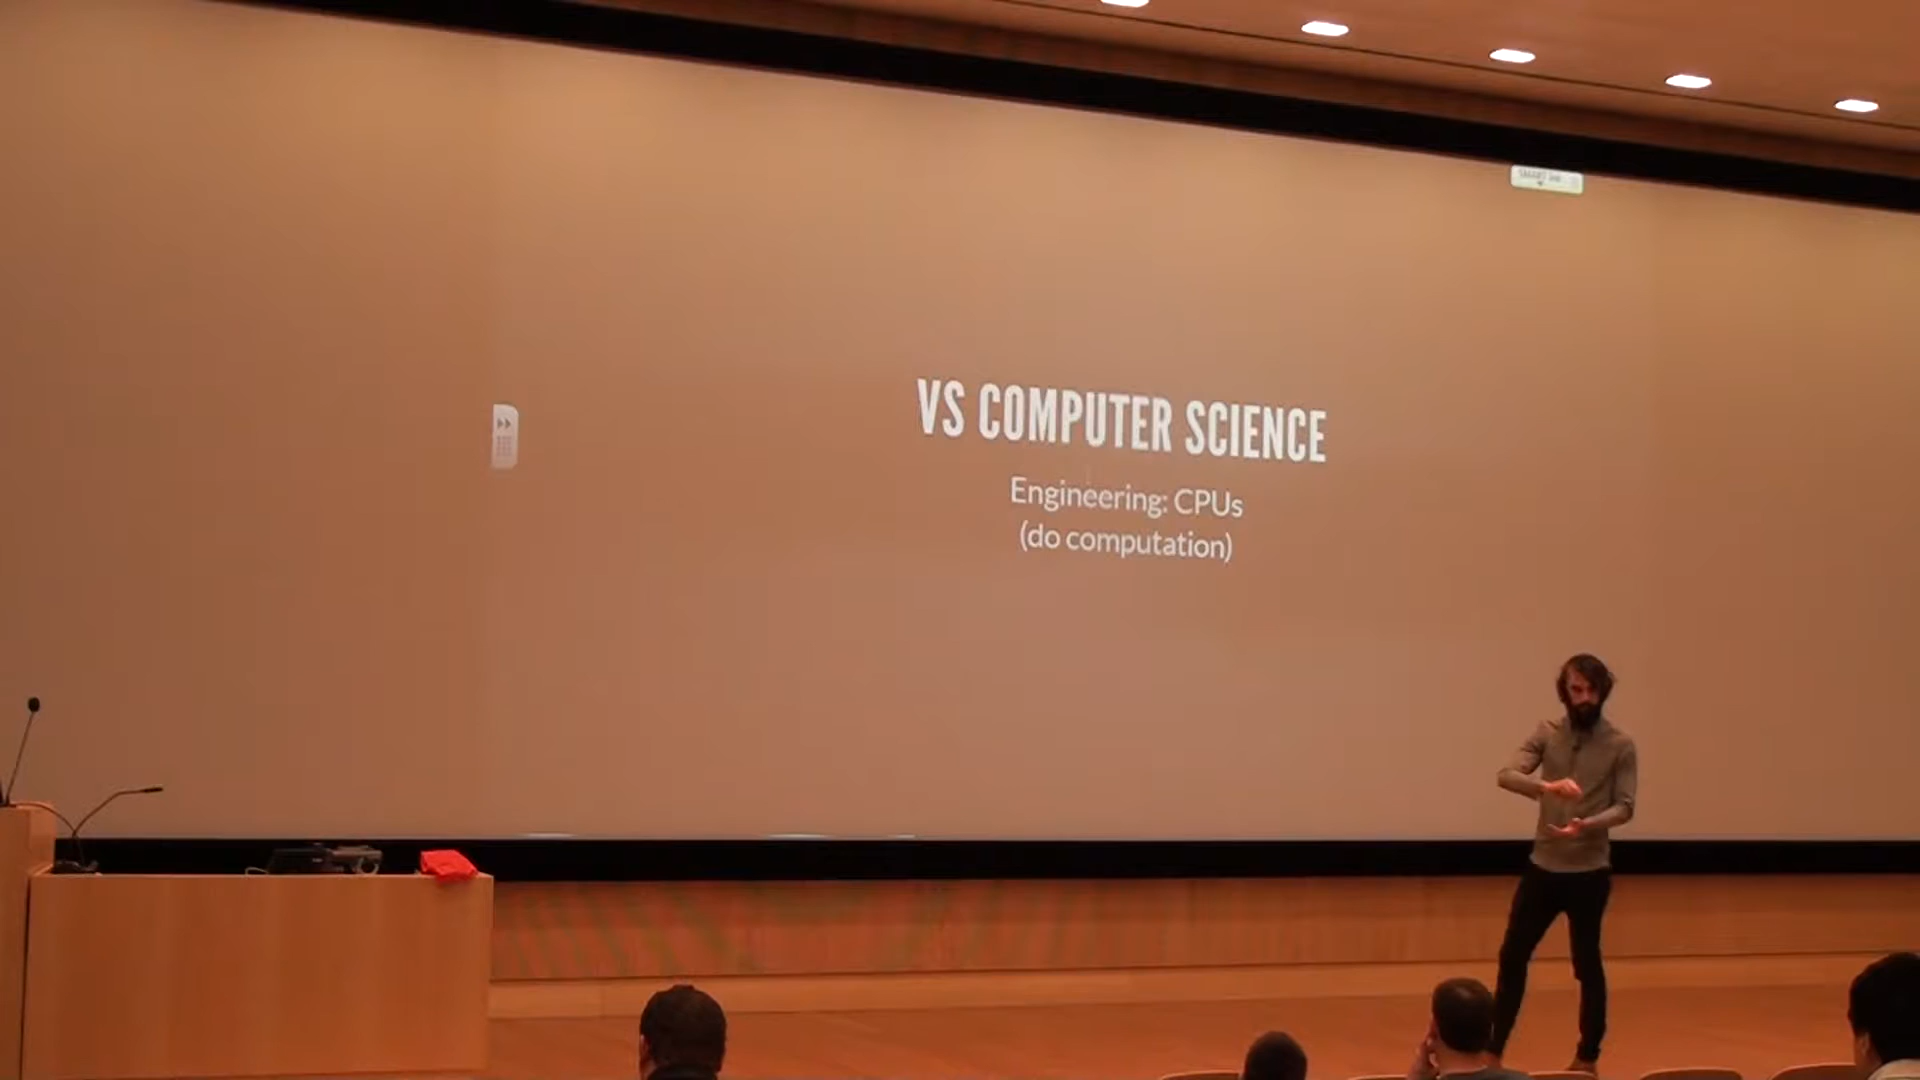 VS COMPUTER SCIENCE
Engineering: CPUs
(do computation)